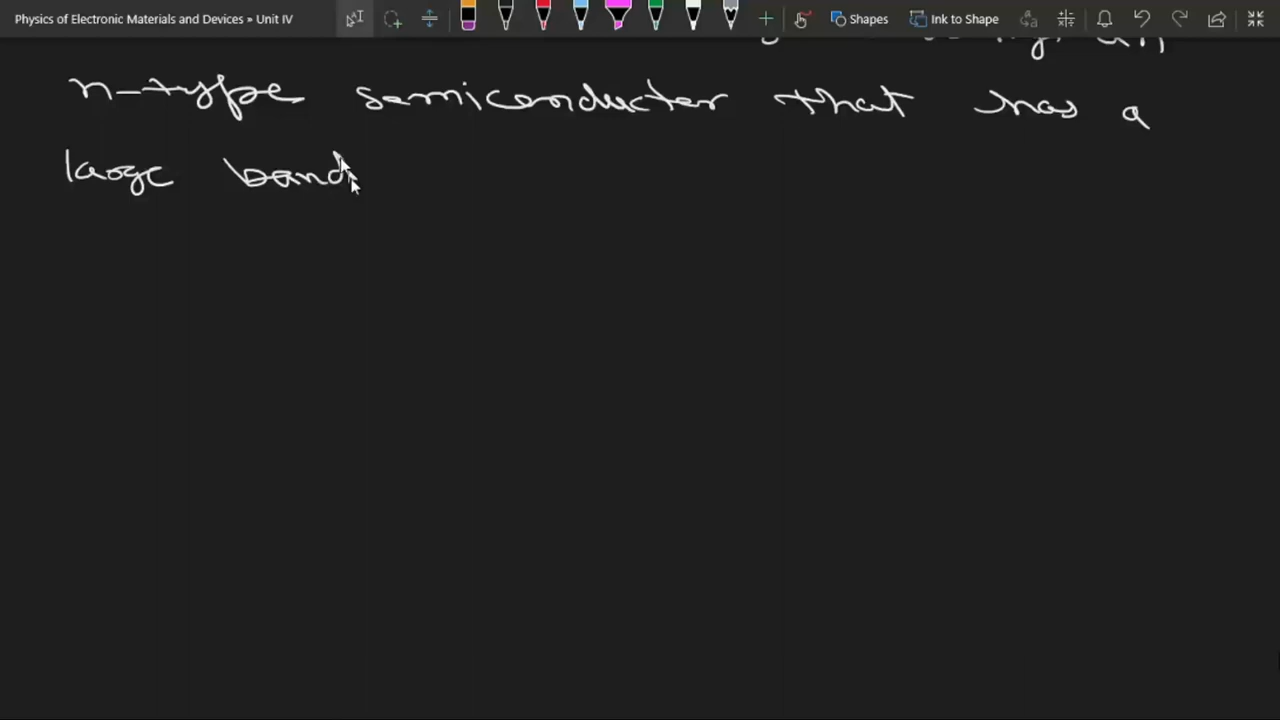 Physics of Electronic Materials and Devices » Unit IV
Shapes
Ink to Shape
n-type semiconductor that has a
large band